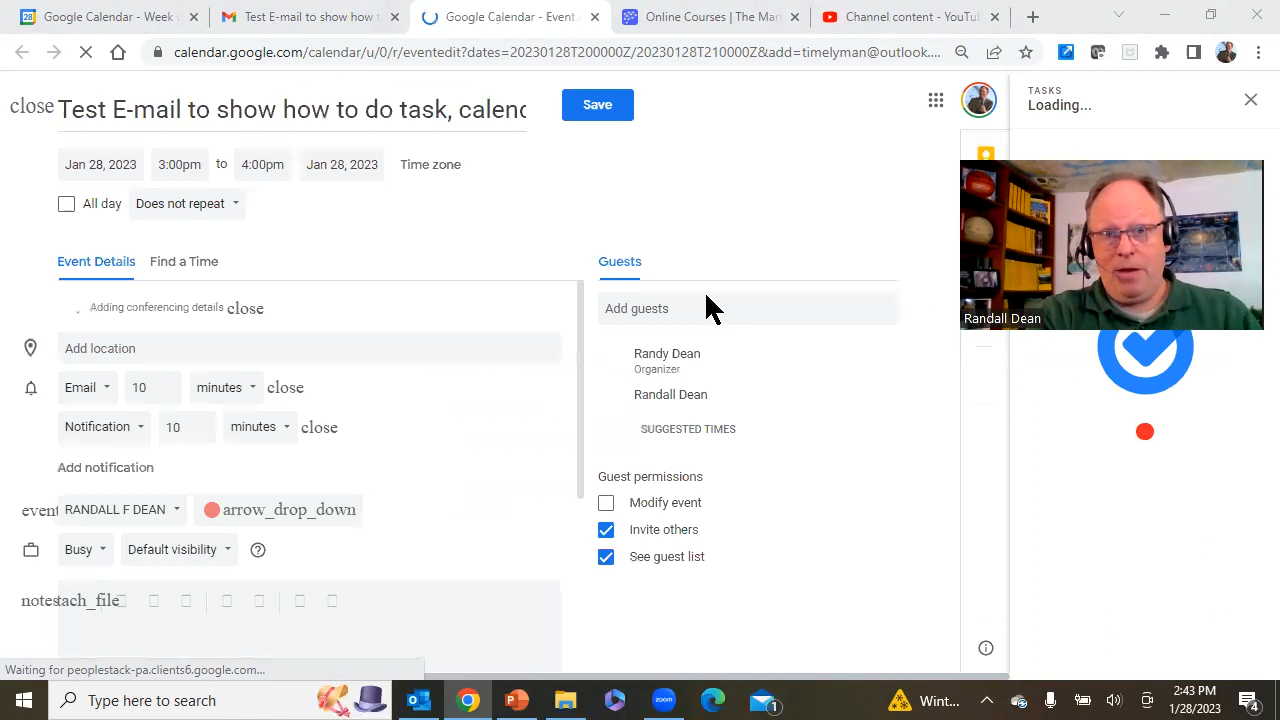 Google Calendar - Week o
Test E-mail to show how t
Google Calendar - Event
Online Courses | The Man
Channel content - YouTu
calendar.google.com/calendar/u/0/r/eventedit?dates=20230128T200000Z/20230128T210000Z&add=timelyman@outlook....
close
Test E-mail to show how to do task, calend
Save
TASKS
Loading...
Jan 28, 2023
3:00pm
to
4:00pm
Jan 28, 2023
Time zone
All day
Does not repeat
Event Details
Find a Time
Guests
Adding conferencing details close
Add guests
Randall Dean
Add location
Randy Dean
Organizer
Email
10
minutes
close
Randall Dean
Notification
10
minutes
close
SUGGESTED TIMES
Add notification
Guest permissions
Modify event
event
RANDALL F DEAN
arrow_drop_down
Invite others
Busy
Default visibility
See guest list
notes
tach_file
Waiting for peoplestack-pa.clients6.google.com...
Type here to search
zoom
1
Wint...
2:43 PM
1/28/2023
4